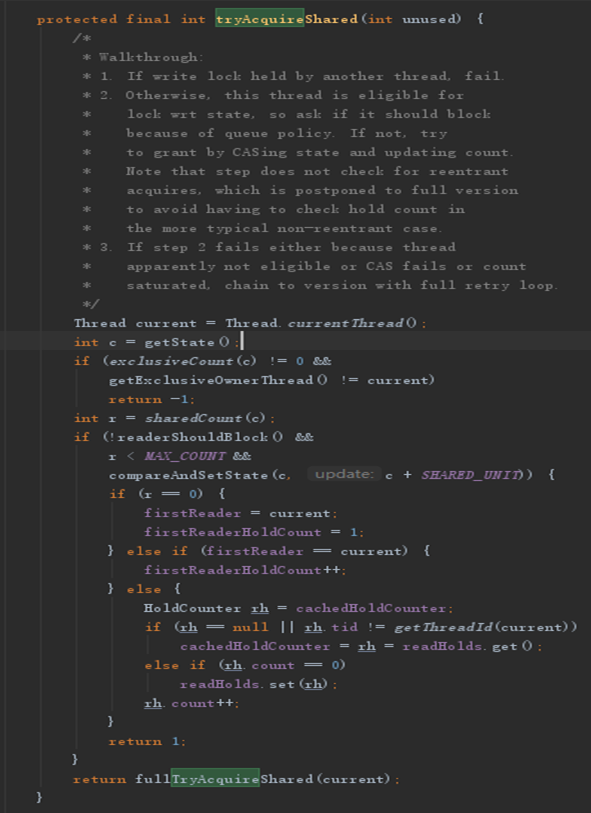 protected final int tryAcquireShared(int unused) {
/*
* Walkthrough:
* 1. If write lock held by another thread, fail.
* 2. Otherwise, this thread is eligible for
*    lock wrt state, so ask if it should block
*    because of queue policy. If not, try
*    to grant by CASing state and updating count.
*    Note that step does not check for reentrant
*    acquires, which is postponed to full version
*    to avoid having to check hold count in
*    the more typical non-reentrant case.
* 3. If step 2 fails either because thread
*    apparently not eligible or CAS fails or count
*    saturated, chain to version with full retry loop.
*/
Thread current = Thread.currentThread();
int c = getState();
if (exclusiveCount(c) != 0 &&
getExclusiveOwnerThread() != current)
return -1;
int r = sharedCount(c);
if (!readerShouldBlock() &&
r < MAX_COUNT &&
compareAndSetState(c, update: c + SHARED_UNIT)) {
if (r == 0) {
firstReader = current;
firstReaderHoldCount = 1;
} else if (firstReader == current) {
firstReaderHoldCount++;
} else {
HoldCounter rh = cachedHoldCounter;
if (rh == null || rh.tid != getThreadId(current))
cachedHoldCounter = rh = readHolds.get();
else if (rh.count == 0)
readHolds.set(rh);
rh.count++;
}
return 1;
}
return fullTryAcquireShared(current);
}